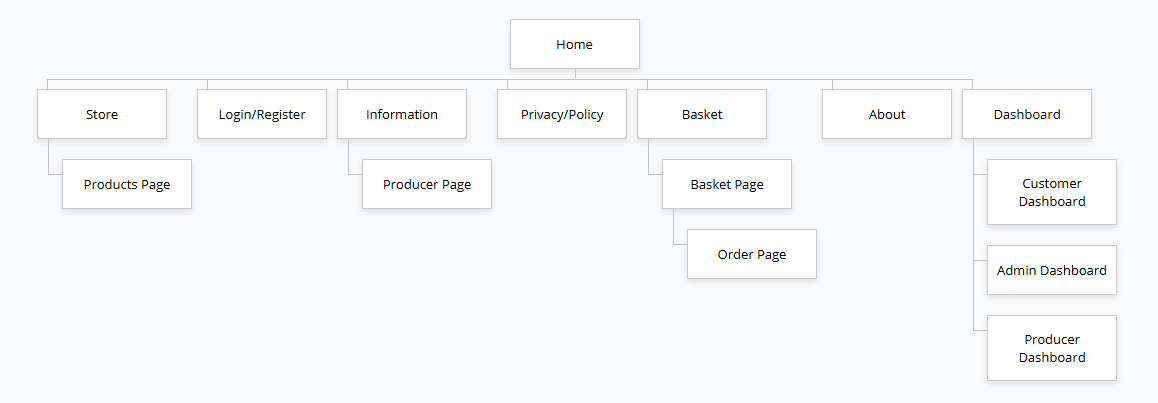 Home
Store
Login/Register
Information
Privacy/Policy
Basket
About
Dashboard
Products Page
Producer Page
Basket Page
Customer
Dashboard
Order Page
Admin Dashboard
Producer
Dashboard